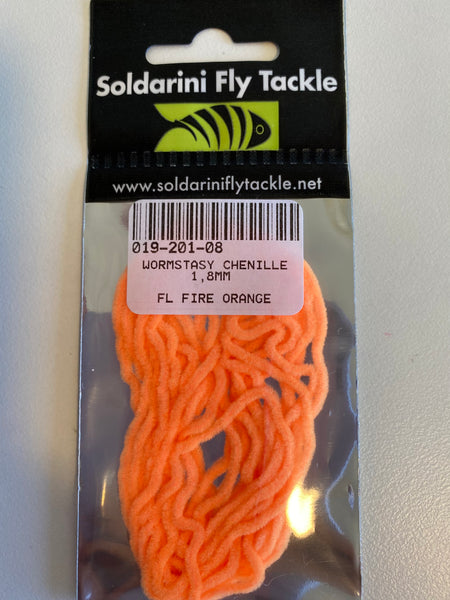 Soldarini Fly Tackle
www.soldariniflytackle.net
019-201-08
WORMSTASY CHENILLE
1,8MM
FL FIRE ORANGE